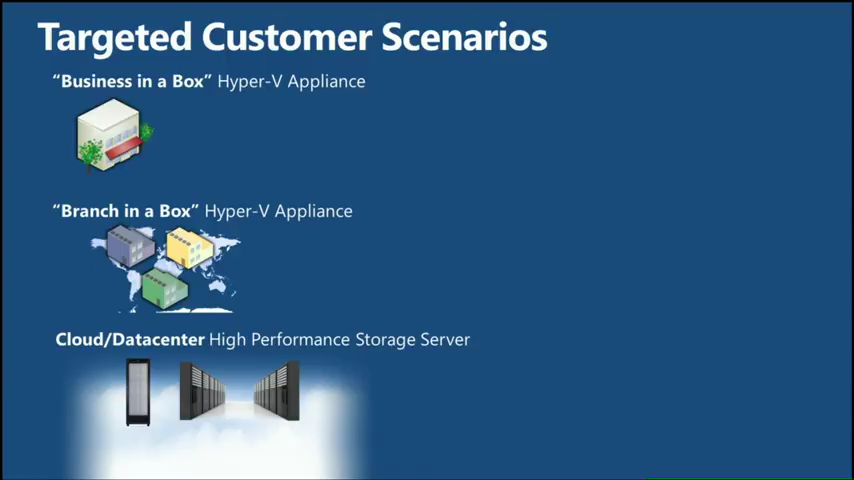 Targeted Customer Scenarios
“Business in a Box” Hyper-V Appliance
“Branch in a Box” Hyper-V Appliance
Cloud/Datacenter High Performance Storage Server